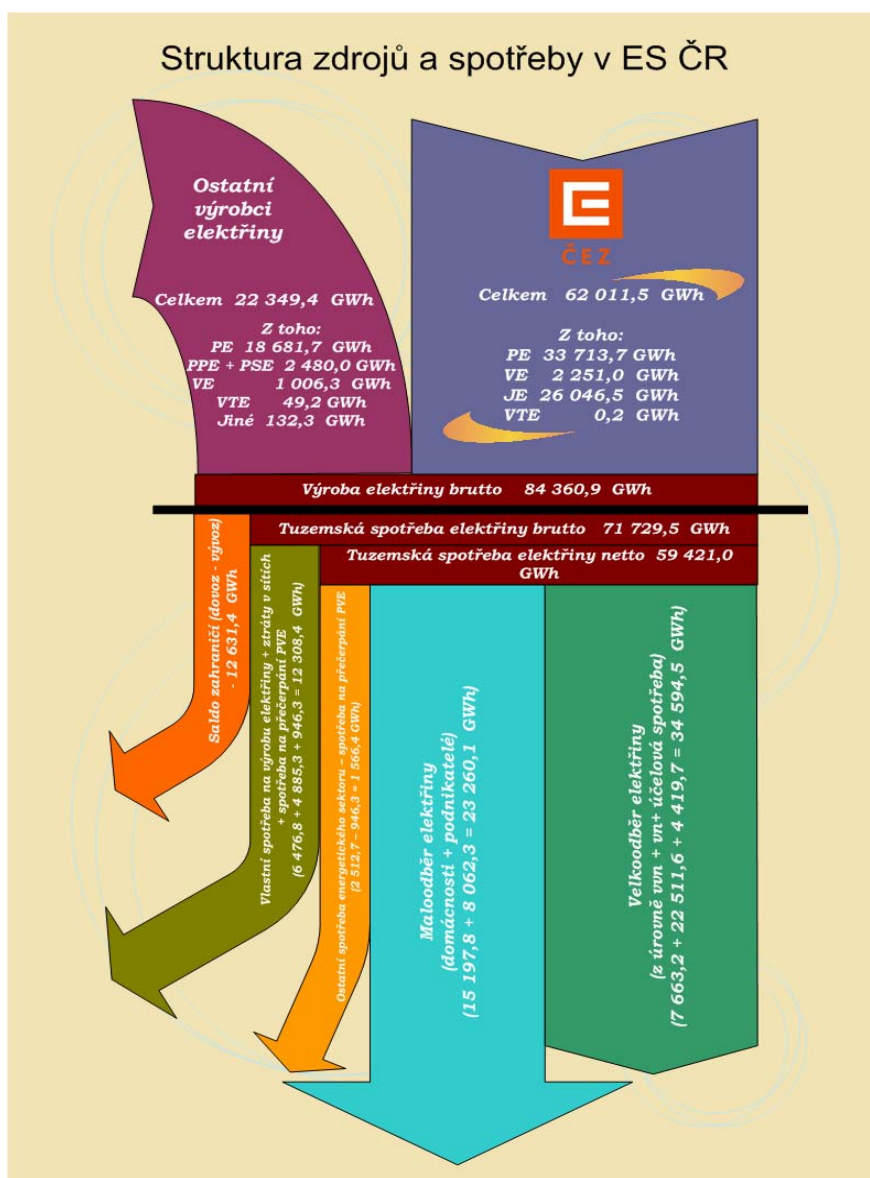 Struktura zdrojů a spotřeby v ES ČR
Ostatní
výrobci
elektřiny
Celkem 22 349,4 GWh
Z toho:
PE 18 681,7 GWh
PPE + PSE 2 480,0 GWh
VE 1 006,3 GWh
VTE 49,2 GWh
Jiné 132,3 GWh
ČEZ
Celkem 62 011,5 GWh
Z toho:
PE 33 713,7 GWh
VE 2 251,0 GWh
JE 26 046,5 GWh
VTE 0,2 GWh
Výroba elektřiny brutto 84 360,9 GWh
Tuzemská spotřeba elektřiny brutto 71 729,5 GWh
Tuzemská spotřeba elektřiny netto 59 421,0
GWh
Saldo zahraničí (dovoz - vývoz)
- 12 631,4 GWh
Vlastní spotřeba na výrobu elektřiny + ztráty v sítích
+ spotřeba na přečerpání PVE
(6 476,8 + 4 885,3 + 946,3 = 12 308,4 GWh)
Ostatní spotřeba energetického sektoru – spotřeba na přečerpání PVE
(2 512,7 – 946,3 = 1 566,4 GWh)
Maloodběr elektřiny
(domácnosti + podnikatelé)
(15 197,8 + 8 062,3 = 23 260,1 GWh)
Velkoodběr elektřiny
(z úrovně vvn + vn+ účelová spotřeba)
(7 663,2 + 22 511,6 + 4 419,7 = 34 594,5 GWh)